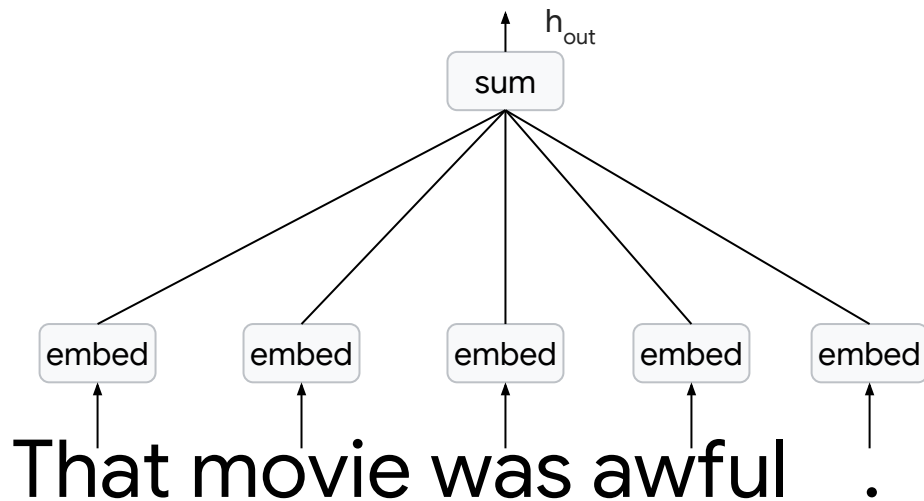 h_out
sum
embed embed embed embed embed
That movie was awful .